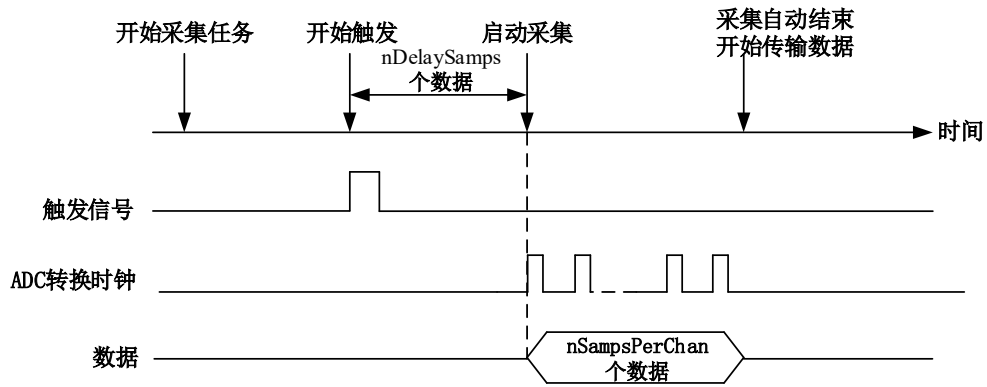 开始采集任务
开始触发
启动采集
采集自动结束
开始传输数据
nDelaySamps
个数据
时间
触发信号
ADC转换时钟
数据
nSampsPerChan
个数据